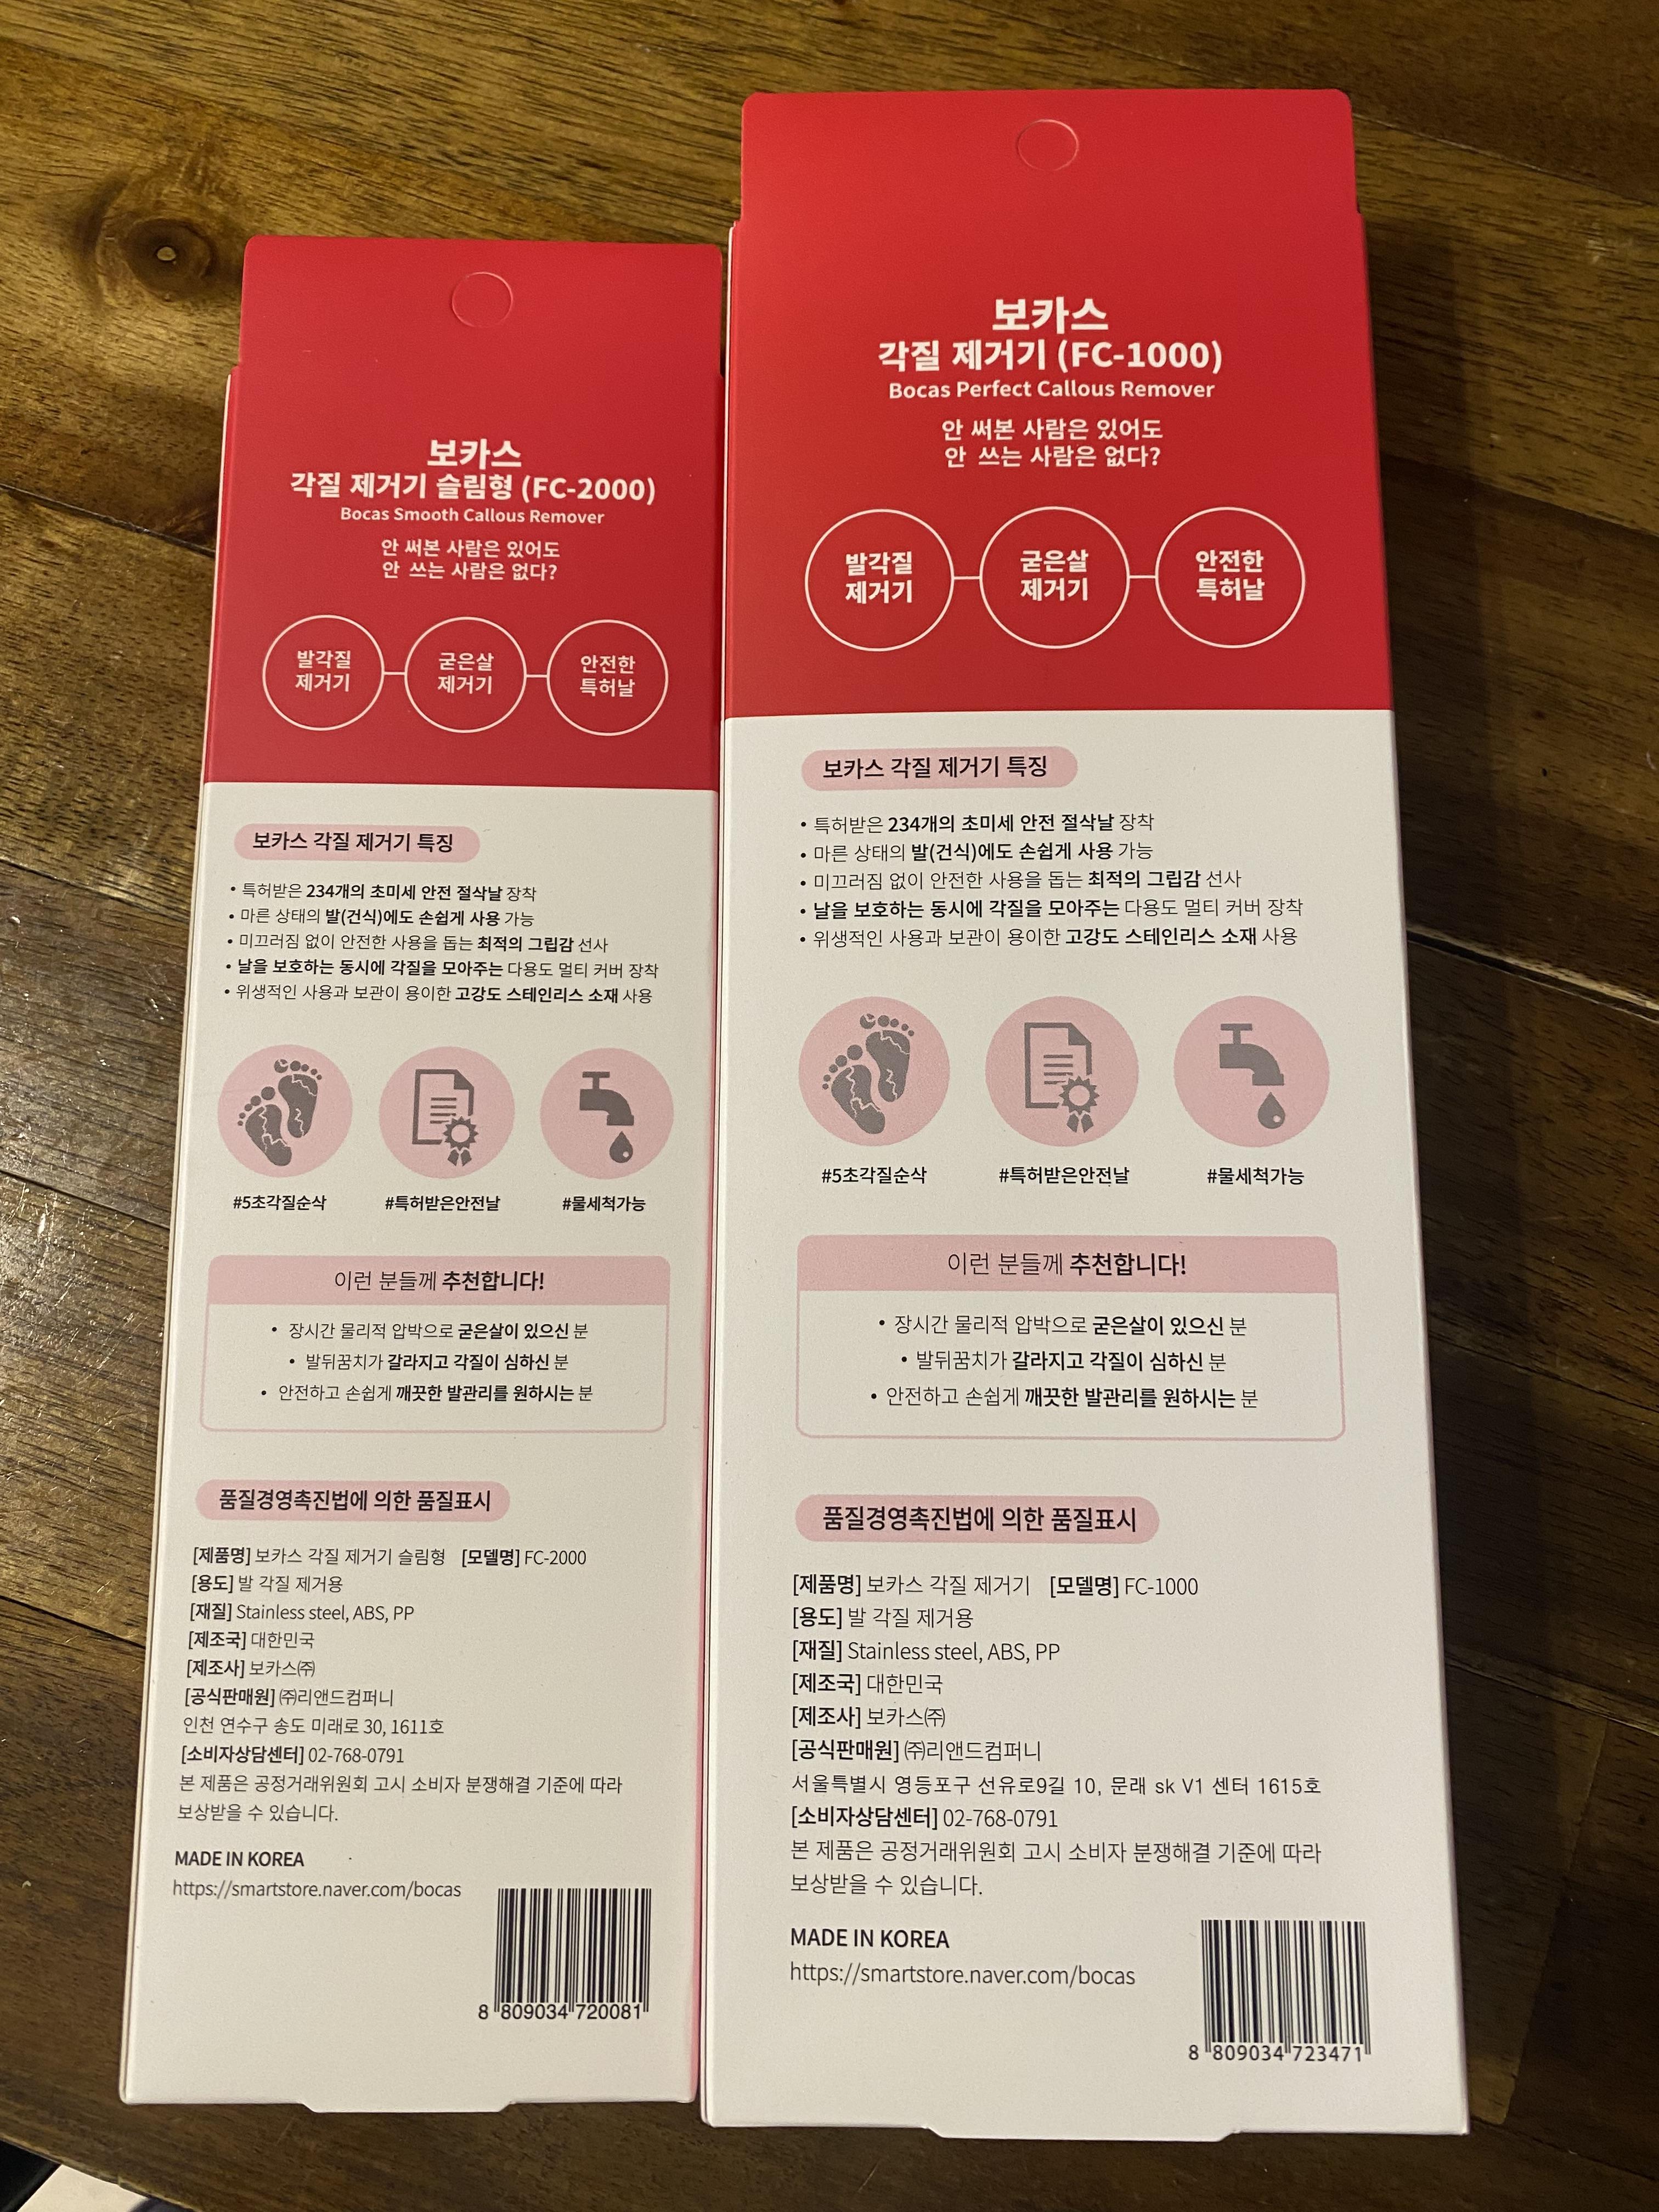 보카스
각질 제거기 슬림형 (FC-2000)
Bocas Smooth Callous Remover
안 써본 사람은 있어도
안 쓰는 사람은 없다?
발각질
제거기
굳은살
제거기
안전한
특허날
보카스 각질 제거기 특징
• 특허받은 234개의 초미세 안전 절삭날 장착
• 마른 상태의 발(건식)에도 손쉽게 사용 가능
• 미끄러짐 없이 안전한 사용을 돕는 최적의 그립감 선사
• 날을 보호하는 동시에 각질을 모아주는 다용도 멀티 커버 장착
• 위생적인 사용과 보관이 용이한 고강도 스테인리스 소재 사용
#5초각질순삭
#특허받은안전날
#물세척가능
이런 분들께 추천합니다!
• 장시간 물리적 압박으로 굳은살이 있으신 분
• 발뒤꿈치가 갈라지고 각질이 심하신 분
• 안전하고 손쉽게 깨끗한 발관리를 원하시는 분
품질경영촉진법에 의한 품질표시
[제품명] 보카스 각질 제거기 슬림형 [모델명] FC-2000
[용도] 발 각질 제거용
[재질] Stainless steel, ABS, PP
[제조국] 대한민국
[제조사] 보카스㈜
[공식판매원] ㈜리앤드컴퍼니
인천 연수구 송도 미래로 30, 1611호
[소비자상담센터] 02-768-0791
본 제품은 공정거래위원회 고시 소비자 분쟁해결 기준에 따라
보상받을 수 있습니다.
MADE IN KOREA
https://smartstore.naver.com/bocas
8 809034 720081
보카스
각질 제거기 (FC-1000)
Bocas Perfect Callous Remover
안 써본 사람은 있어도
안 쓰는 사람은 없다?
발각질
제거기
굳은살
제거기
안전한
특허날
보카스 각질 제거기 특징
• 특허받은 234개의 초미세 안전 절삭날 장착
• 마른 상태의 발(건식)에도 손쉽게 사용 가능
• 미끄러짐 없이 안전한 사용을 돕는 최적의 그립감 선사
• 날을 보호하는 동시에 각질을 모아주는 다용도 멀티 커버 장착
• 위생적인 사용과 보관이 용이한 고강도 스테인리스 소재 사용
#5초각질순삭
#특허받은안전날
#물세척가능
이런 분들께 추천합니다!
• 장시간 물리적 압박으로 굳은살이 있으신 분
• 발뒤꿈치가 갈라지고 각질이 심하신 분
• 안전하고 손쉽게 깨끗한 발관리를 원하시는 분
품질경영촉진법에 의한 품질표시
[제품명] 보카스 각질 제거기 [모델명] FC-1000
[용도] 발 각질 제거용
[재질] Stainless steel, ABS, PP
[제조국] 대한민국
[제조사] 보카스㈜
[공식판매원] ㈜리앤드컴퍼니
서울특별시 영등포구 선유로9길 10, 문래 sk V1 센터 1615호
[소비자상담센터] 02-768-0791
본 제품은 공정거래위원회 고시 소비자 분쟁해결 기준에 따라
보상받을 수 있습니다.
MADE IN KOREA
https://smartstore.naver.com/bocas
8 809034 723471